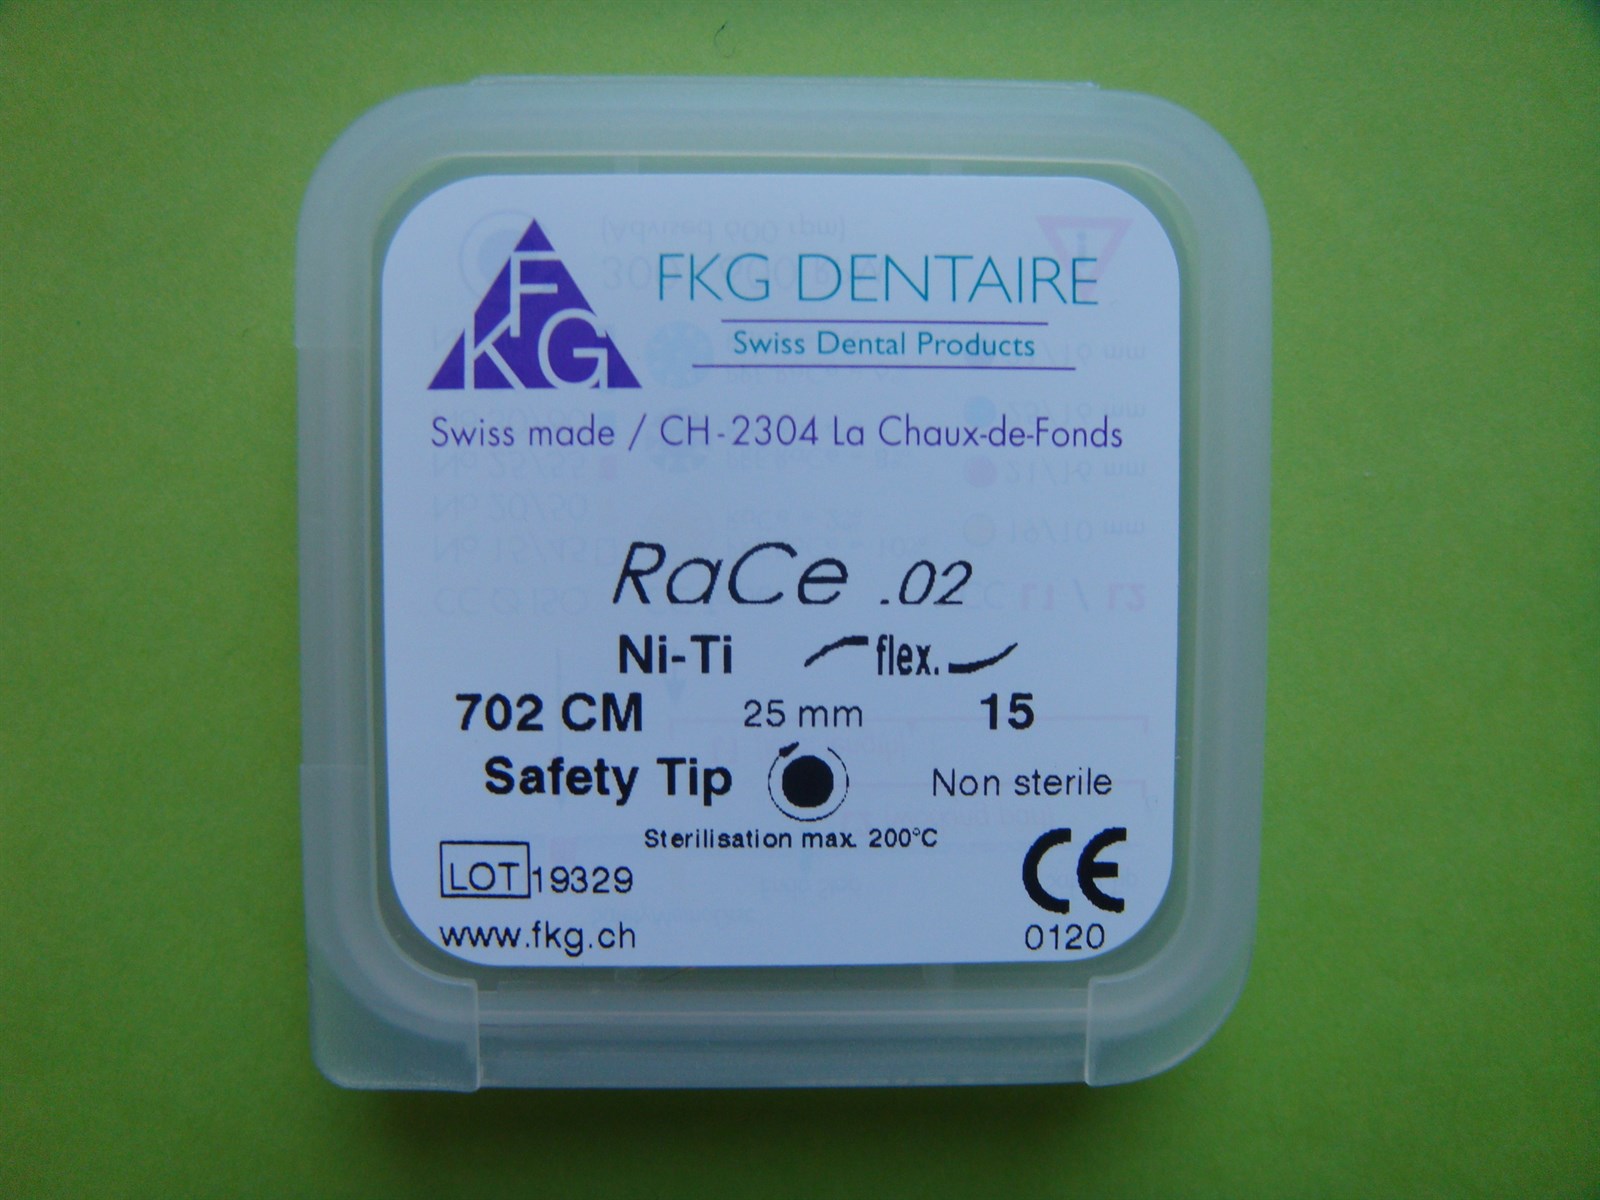 FKG
FKG DENTAIRE
Swiss Dental Products
Swiss made / CH-2304 La Chaux-de-Fonds
RaCe .02
Ni-Ti flex.
702 CM 25 mm 15
Safety Tip Non sterile
Sterilisation max. 200°C
LOT 19329
CE
www.fkg.ch 0120